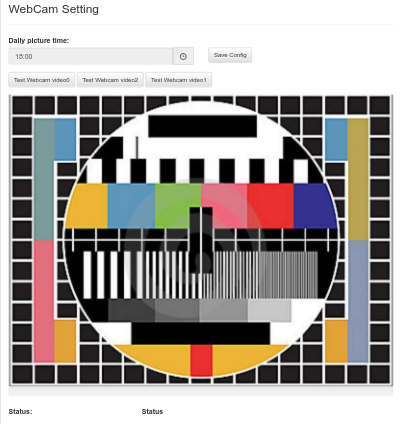 WebCam Setting
Daily picture time:
15:00
Save Config
Test Webcam video0
Test Webcam video2
Test Webcam video1
Status:
Status